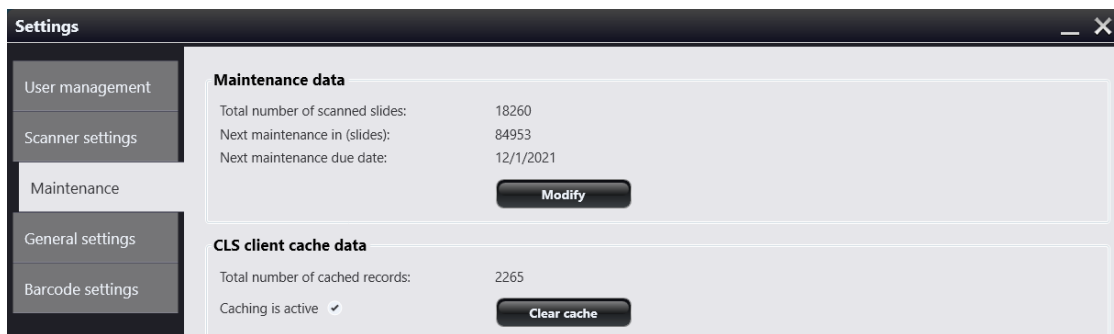 Settings
User management
Scanner settings
Maintenance
General settings
Barcode settings
Maintenance data
Total number of scanned slides: 18260
Next maintenance in (slides): 84953
Next maintenance due date: 12/1/2021
Modify
CLS client cache data
Total number of cached records: 2265
Caching is active
Clear cache